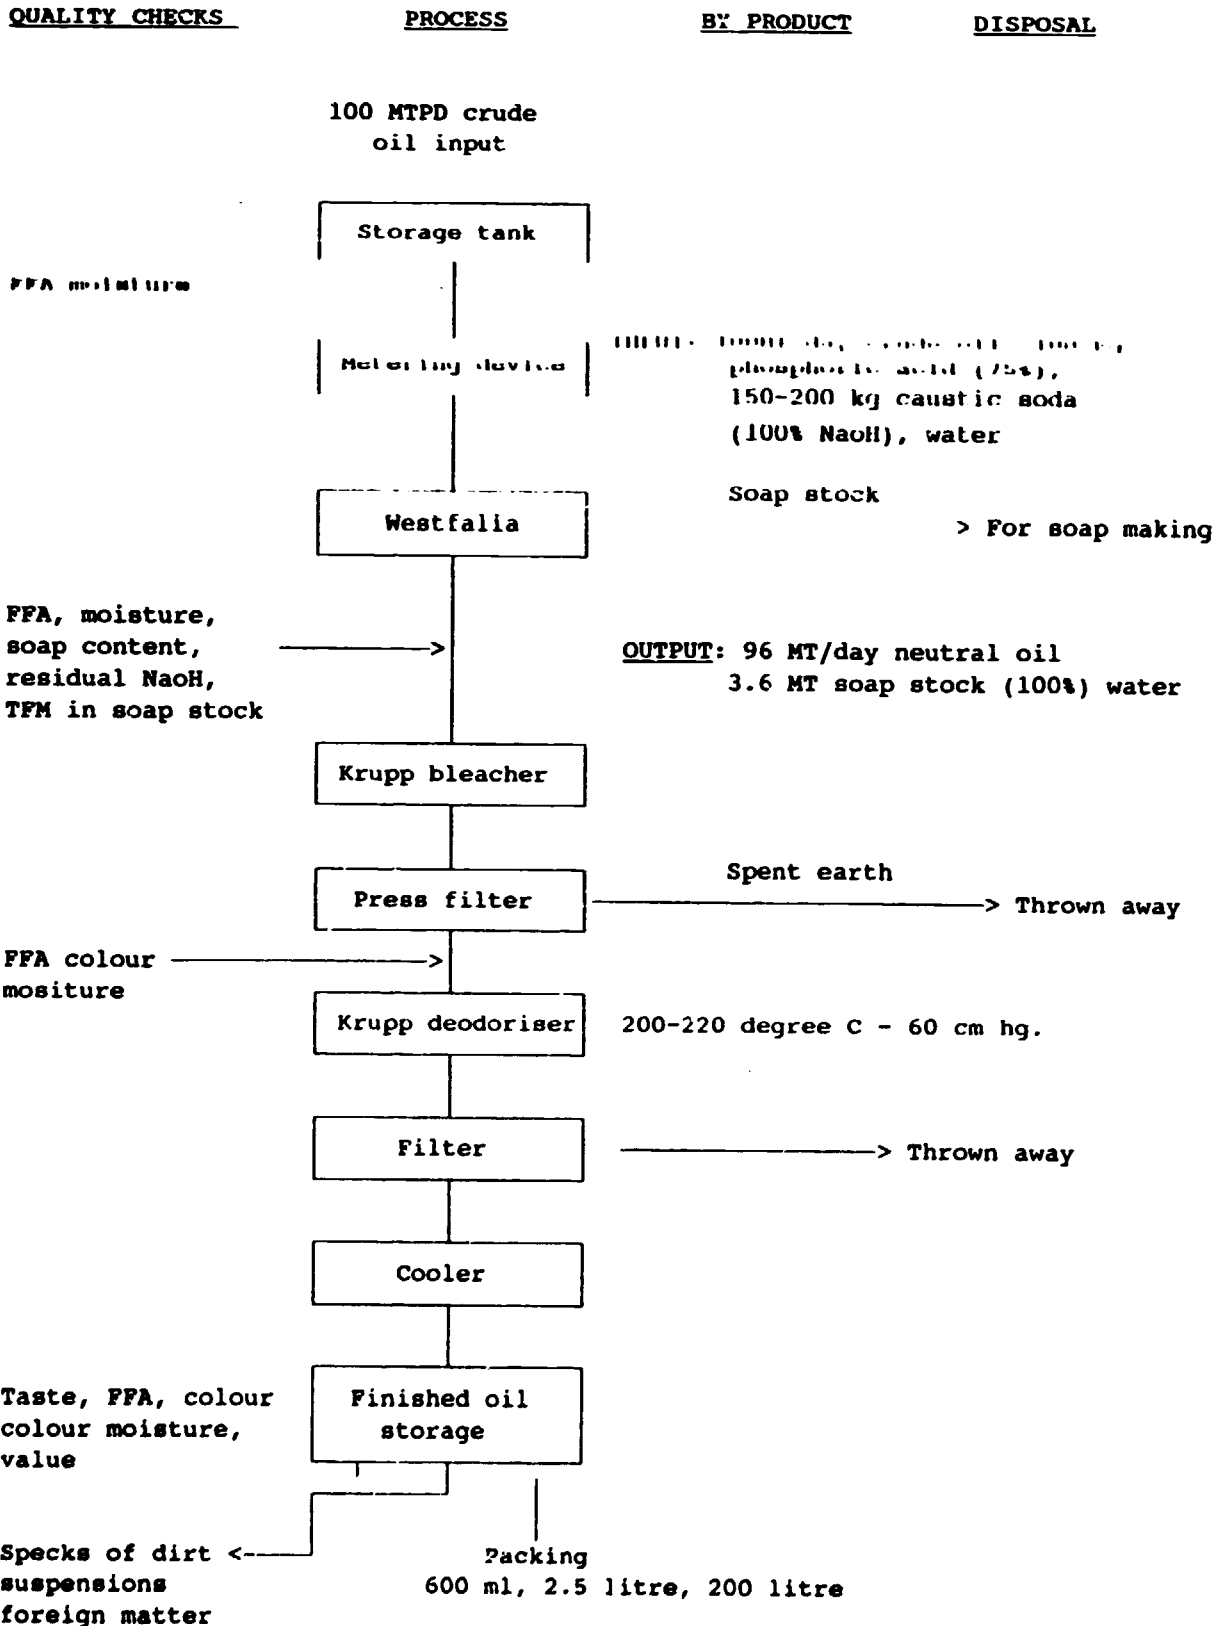 QUALITY CHECKS PROCESS BY PRODUCT DISPOSAL
100 MTPD crude
oil input
Storage tank
FFA moisture
Metering device
phosphoric acid (75%),
150-200 kg caustic soda
(100% NaoH), water
Soap stock
Westfalia
> For soap making
FFA, moisture,
soap content,
residual NaoH,
TFM in soap stock
OUTPUT: 96 MT/day neutral oil
3.6 MT soap stock (100%) water
Krupp bleacher
Spent earth
Press filter
> Thrown away
FFA colour
mositure
Krupp deodoriser
200-220 degree C - 60 cm hg.
Filter
> Thrown away
Cooler
Taste, FFA, colour
colour moisture,
value
Finished oil
storage
Specks of dirt <
suspensions
foreign matter
Packing
600 ml, 2.5 litre, 200 litre